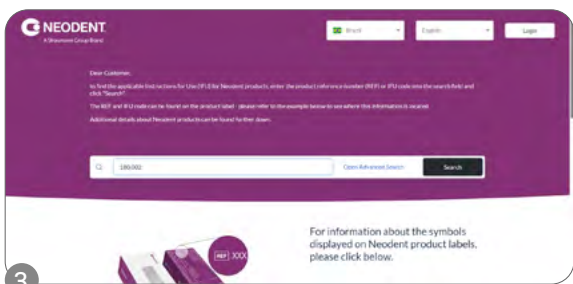 NEODENT
A Straumann Group Brand
Brazil
English
Login
Dear Customer,
To find the applicable Instructions for Use (IFU) for Neodent products, enter the product reference number (REF) or IFU code into the search field and
click "Search".
The REF and IFU code can be found on the product label - please refer to the example below to see where this information is located.
Additional details about Neodent products can be found further down.
Open Advanced Search
Search
REF XXX
For information about the symbols
displayed on Neodent product labels,
please click below.
3